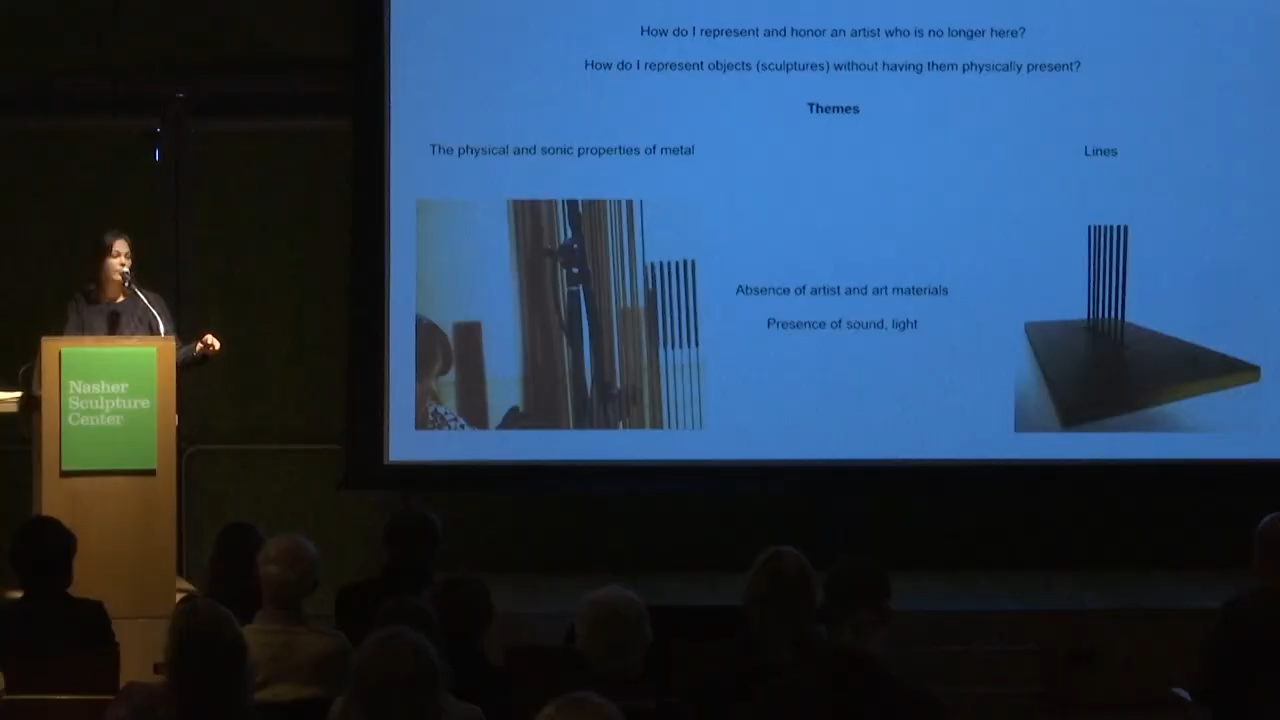 How do I represent and honor an artist who is no longer here?
How do I represent objects (sculptures) without having them physically present?
Themes
The physical and sonic properties of metal
Lines
Absence of artist and art materials
Presence of sound, light
Nasher
Sculpture
Center